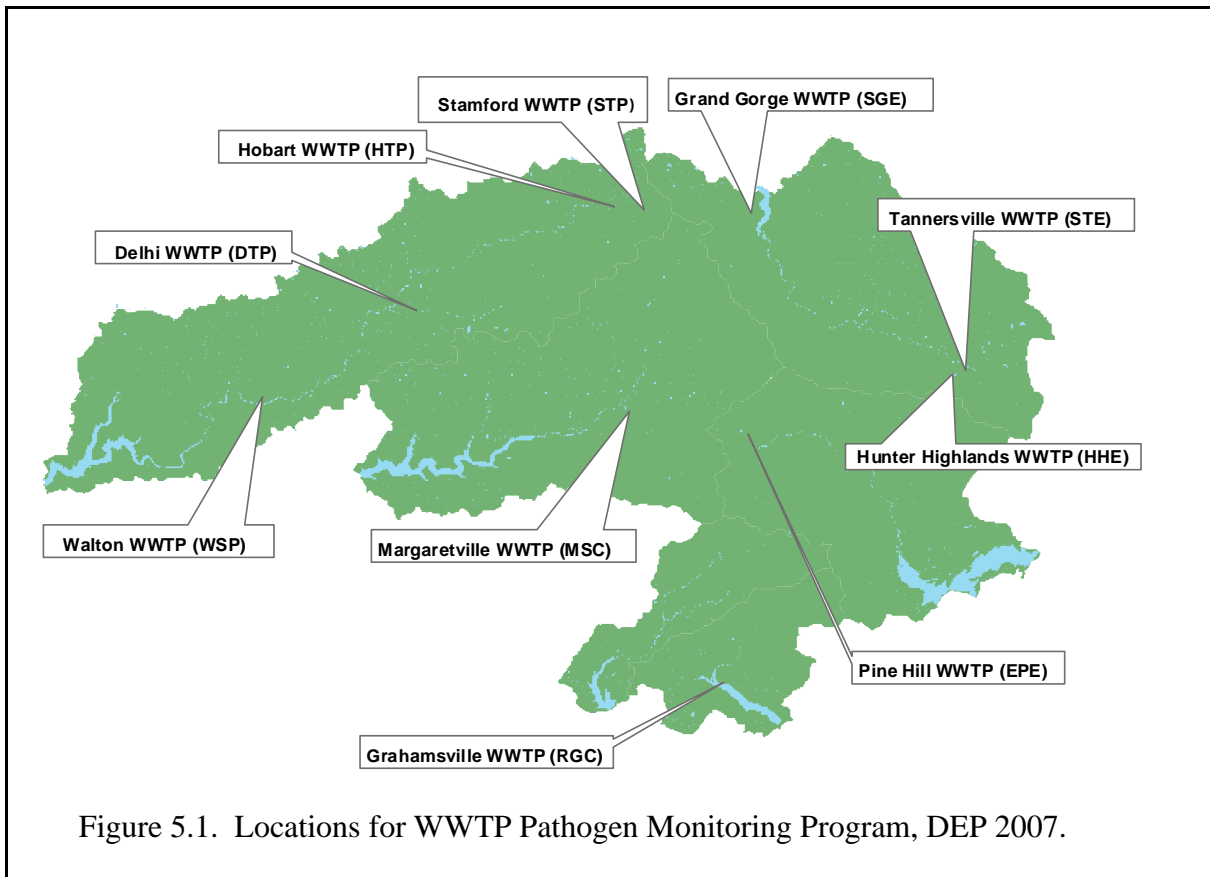 Stamford WWTP (STP)
Grand Gorge WWTP (SGE)
Hobart WWTP (HTP)
Tannersville WWTP (STE)
Delhi WWTP (DTP)
Hunter Highlands WWTP (HHE)
Walton WWTP (WSP)
Margaretville WWTP (MSC)
Pine Hill WWTP (EPE)
Grahamsville WWTP (RGC)
Figure 5.1. Locations for WWTP Pathogen Monitoring Program, DEP 2007.